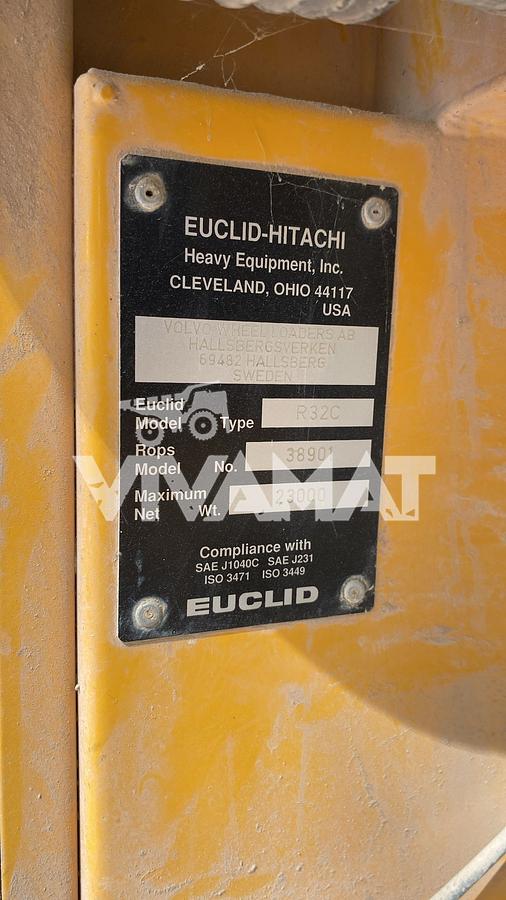 EUCLID-HITACHI
Heavy Equipment, Inc.
CLEVELAND, OHIO 44117
USA
VOLVO WHEEL LOADERS AB
HALLSBERGSVERKEN
69482 HALLSBERG
SWEDEN
Euclid
Model Type R32C
Rops
Model No. 38901
VIVAMAT
Maximum
Net Wt. 23000
Compliance with
SAE J1040C SAE J231
ISO 3471 ISO 3449
EUCLID